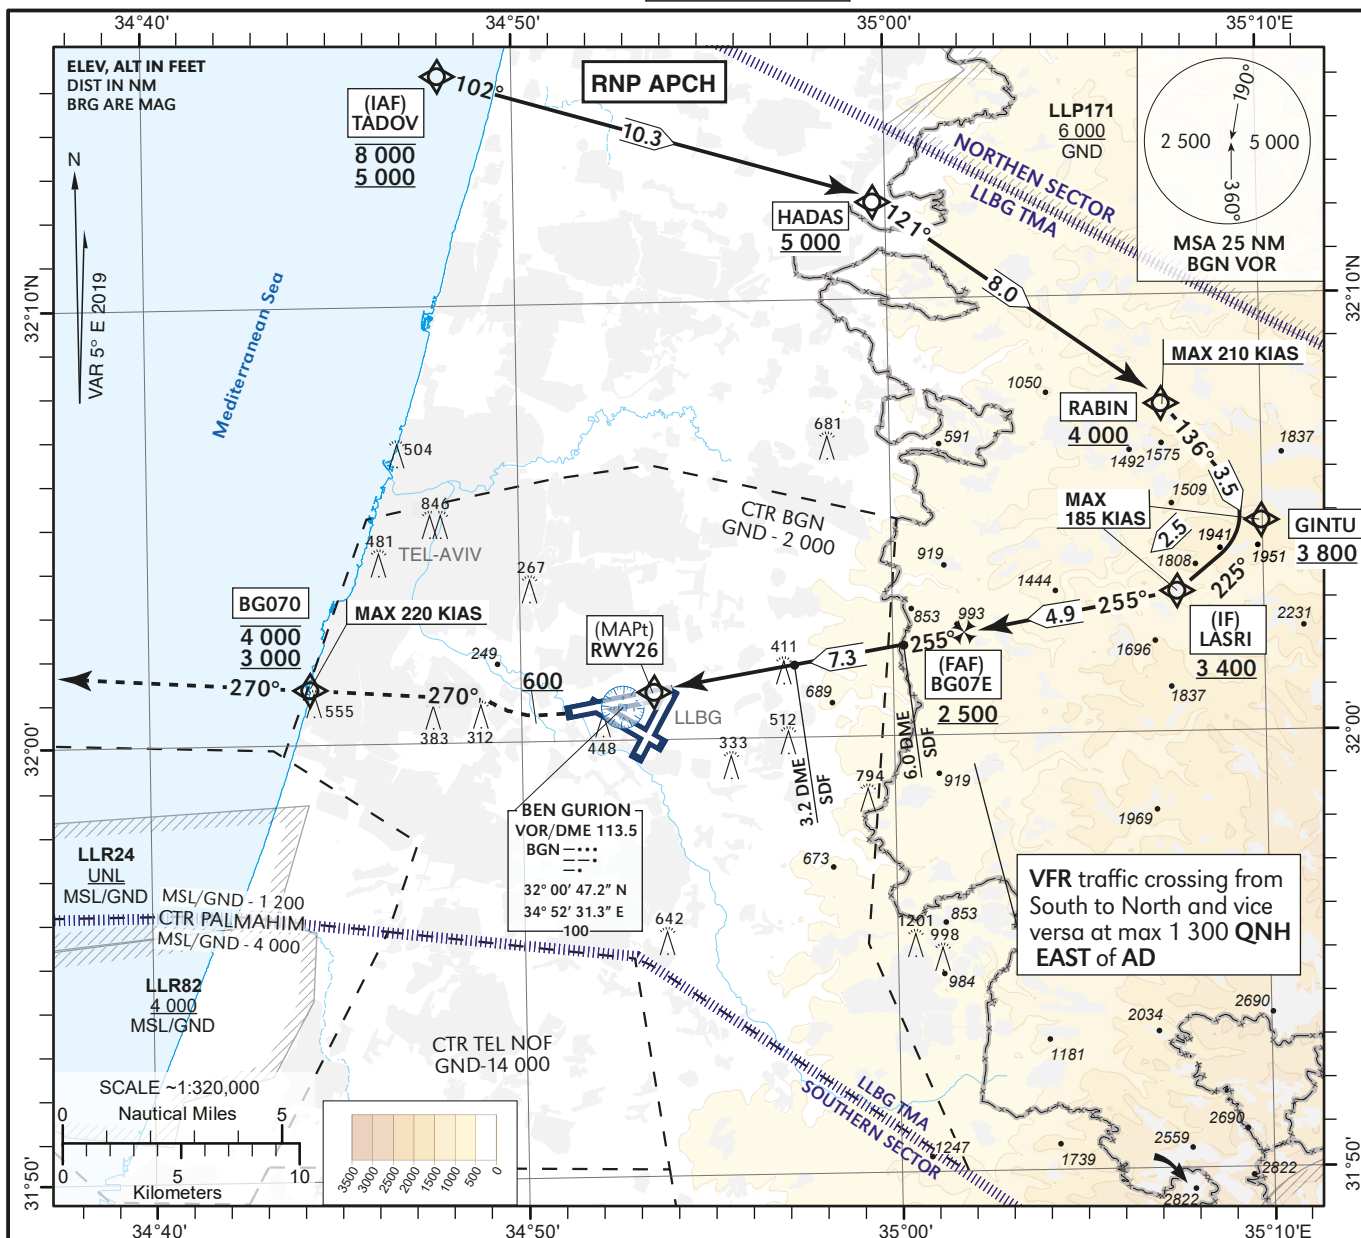 34°40'
34°50'
35°00'
35°10'
ELEV, ALT IN FEET
DIST IN NM
BRG ARE MAG
N
VAR 5° E 2019
Mediterranean Sea
(IAF)
TADOV
8 000
5 000
102°
10.3
RNP APCH
HADAS
5 000
121°
8.0
NORTHEN SECTOR
LLBG TMA
LLP171
6 000
GND
190°
2 500
5 000
360°
MSA 25 NM
BGN VOR
32°10'N
32°10'N
MAX 210 KIAS
RABIN
4 000
136°
3.5
MAX
185 KIAS
2.5
GINTU
3 800
225°
(IF)
LASRI
3 400
255°
4.9
(FAF)
BG07E
2 500
255°
7.3
6.0 DME
SDF
3.2 DME
SDF
(MAPt)
RWY26
LLBG
600
270°
270°
BG070
4 000
3 000
MAX 220 KIAS
TEL-AVIV
CTR BGN
GND - 2 000
1050
591
681
504
846
481
267
249
555
383
312
448
333
512
411
689
794
673
642
853
993
919
1444
1492
1575
1509
1837
1941
1808
1951
2231
1696
1837
919
1969
853
1201
998
984
2690
2034
1181
2690
2559
1739
2822
2822
1247
32°00'N
32°00'N
BEN GURION
VOR/DME 113.5
BGN
32° 00' 47.2" N
34° 52' 31.3" E
100
VFR traffic crossing from
South to North and vice
versa at max 1 300 QNH
EAST of AD
LLR24
UNL
MSL/GND
MSL/GND - 1 200
CTR PALMAHIM
MSL/GND - 4 000
LLR82
4 000
MSL/GND
CTR TEL NOF
GND-14 000
LLBG TMA
SOUTHERN SECTOR
SCALE ~1:320,000
0
Nautical Miles
5
0
5
10
Kilometers
3500
3000
2500
2000
1500
1000
500
0
31°50'
31°50'
34°40'
34°50'
35°00'
35°10'